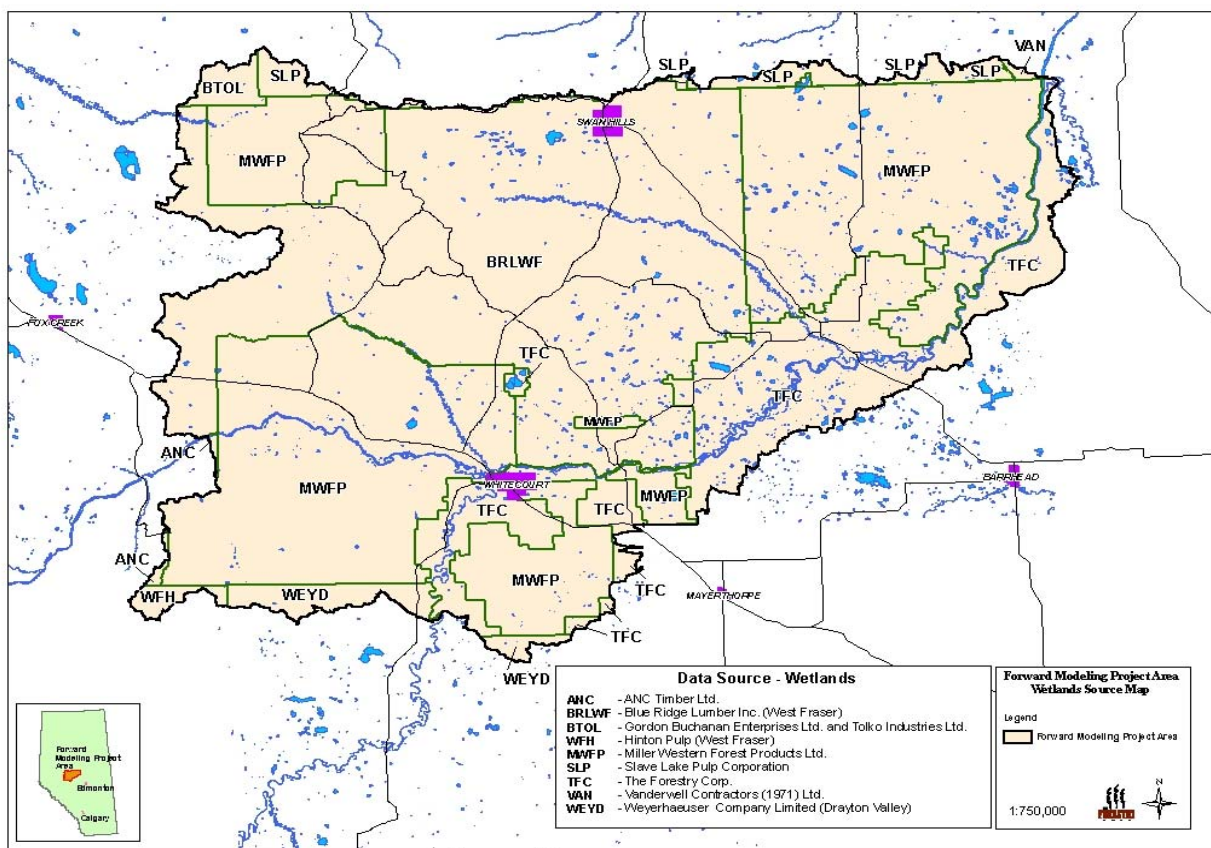 VAN
SLP
SLP
SLP
SLP
SLP
BTOL
SWAN HILLS
MWFP
MWFP
BRLWF
TFC
FOX CREEK
TFC
TFC
MWFP
ANC
MWFP
WHITECOURT
MWFP
BARRHEAD
TFC
TFC
ANC
MWFP
TFC
MAYERTHORPE
WFH
WEYD
TFC
WEYD
Data Source - Wetlands
ANC - ANC Timber Ltd.
BRLWF - Blue Ridge Lumber Inc. (West Fraser)
BTOL - Gordon Buchanan Enterprises Ltd. and Tolko Industries Ltd.
WFH - Hinton Pulp (West Fraser)
MWFP - Millar Western Forest Products Ltd.
SLP - Slave Lake Pulp Corporation
TFC - The Forestry Corp.
VAN - Vanderwell Contractors (1971) Ltd.
WEYD - Weyerhaeuser Company Limited (Drayton Valley)
Forward Modeling Project Area
Wetlands Source Map
Legend
Forward Modeling Project Area
1:750,000
N
Forward
Modeling Project
Area
Edmonton
Calgary